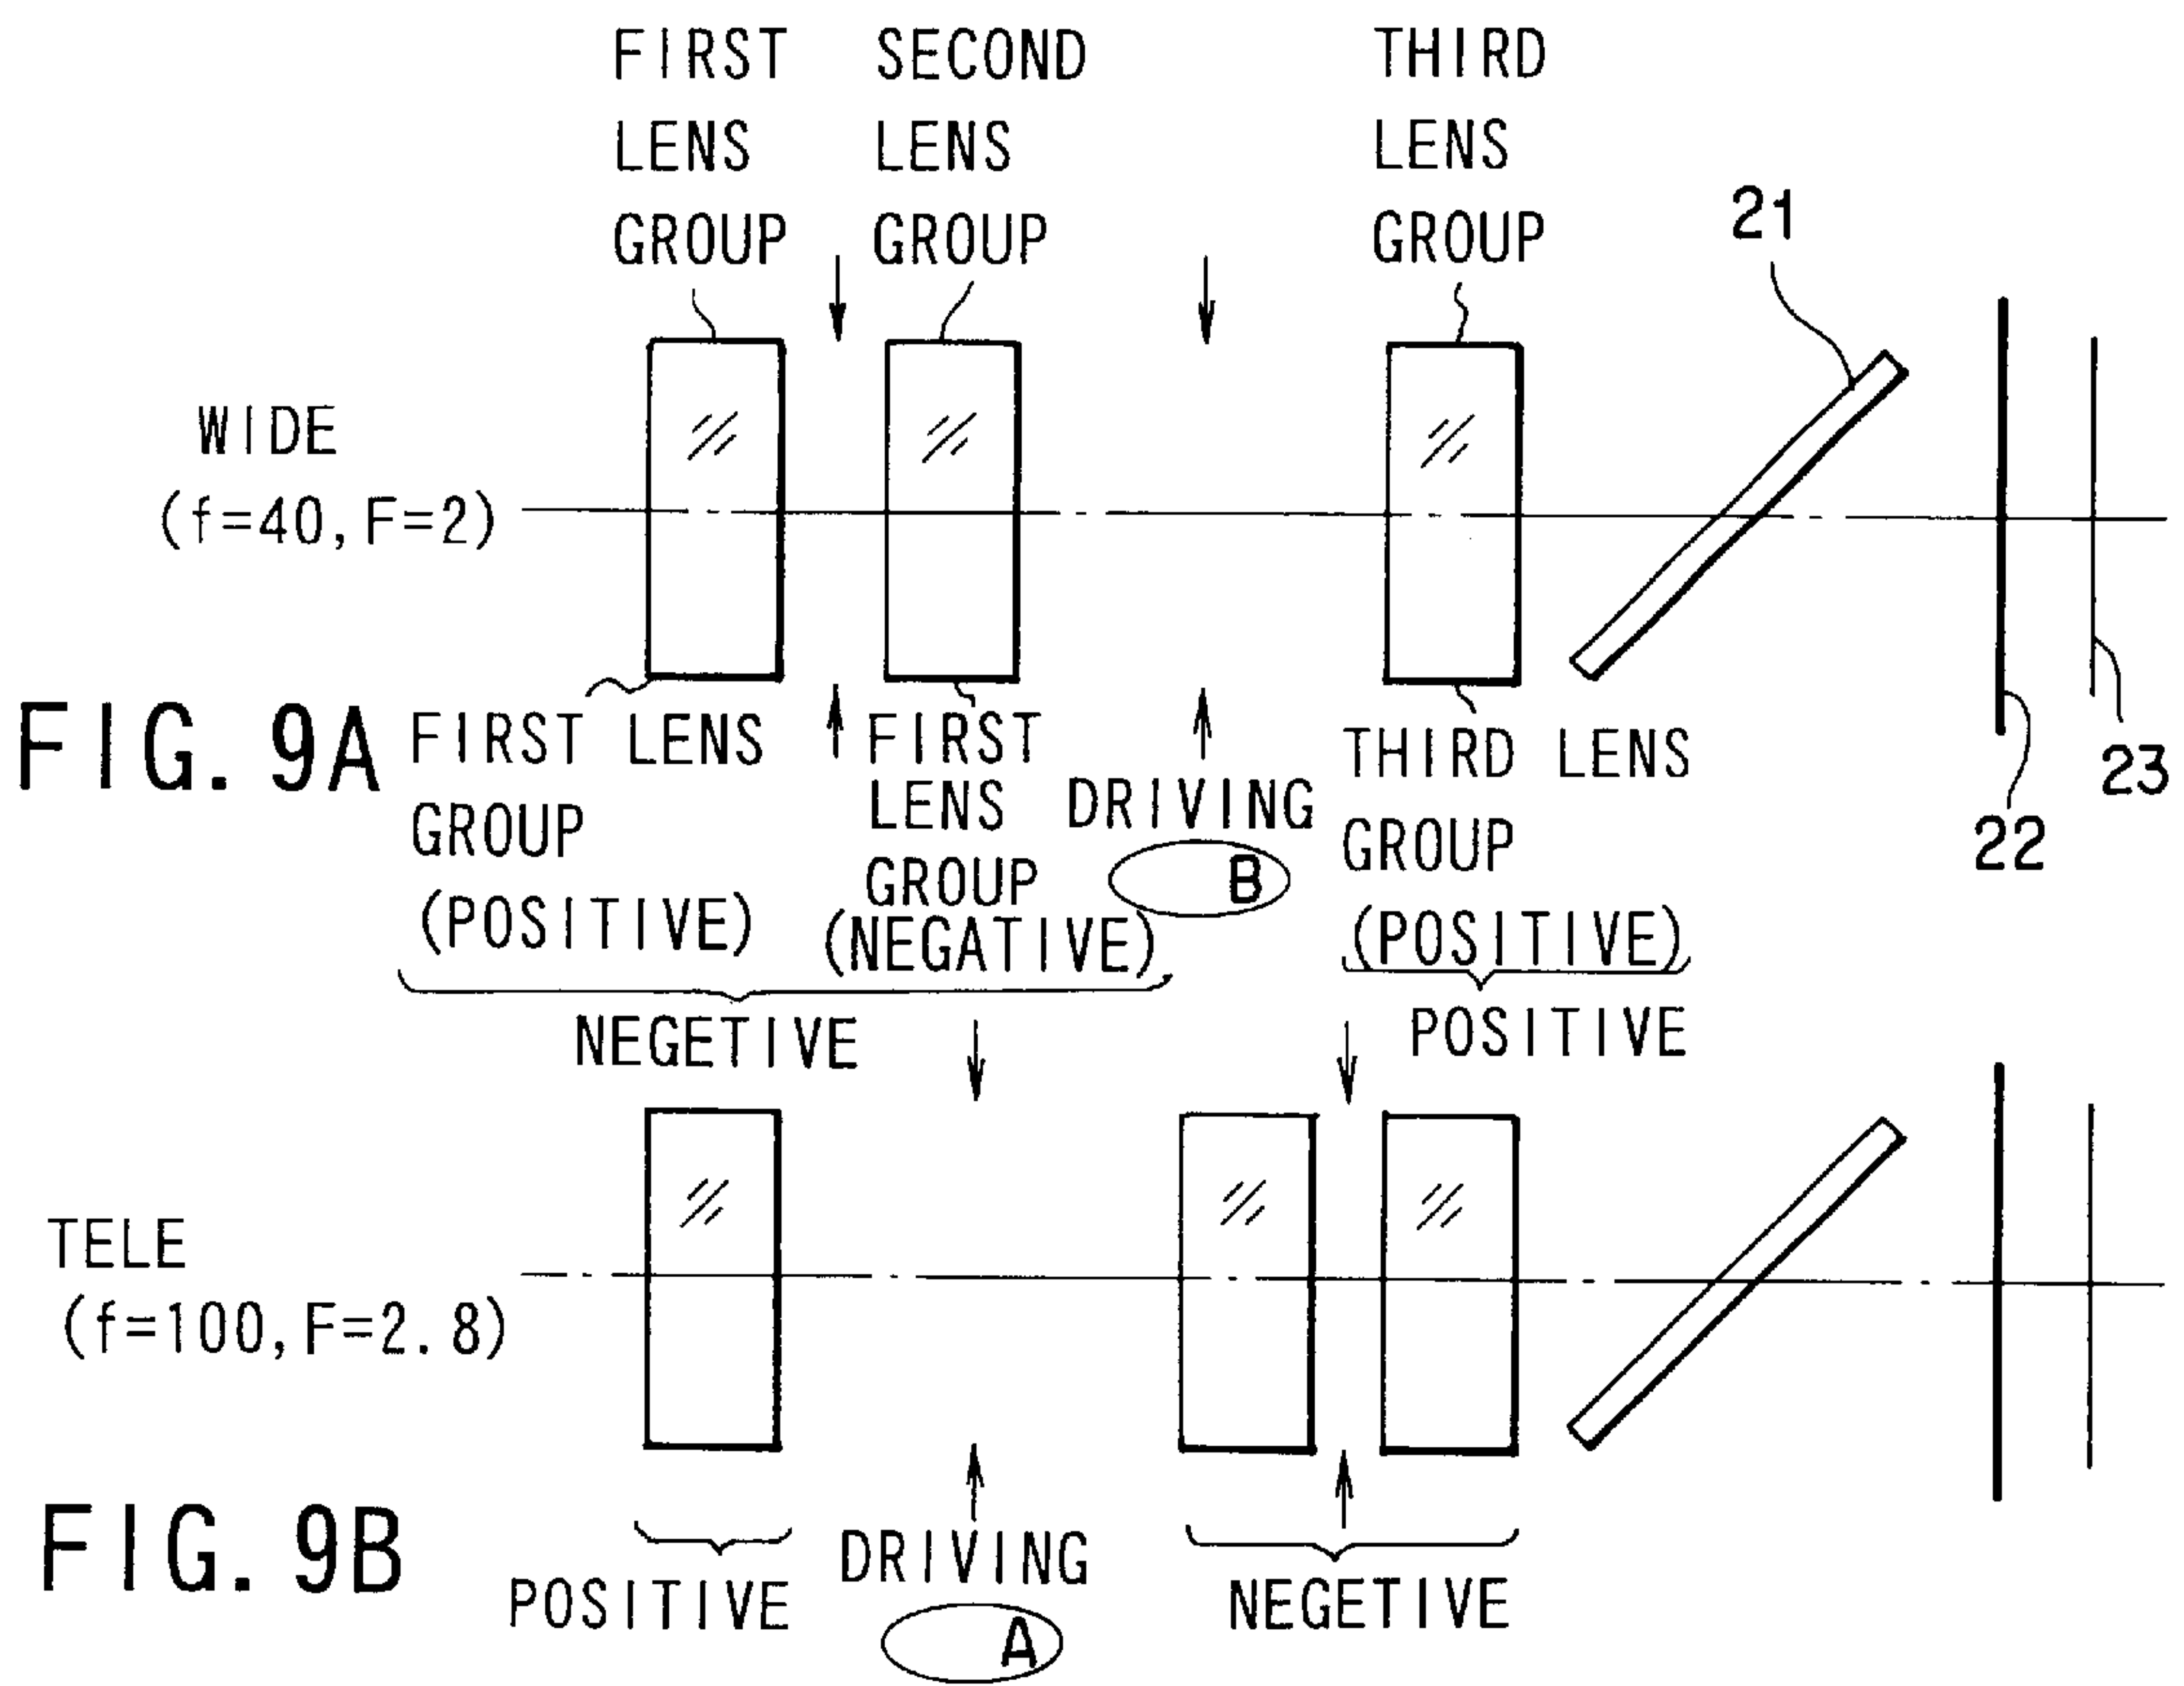 FIRST
LENS
GROUP
SECOND
LENS
GROUP
THIRD
LENS
GROUP
21
WIDE
(f=40,F=2)
FIG. 9A
FIRST LENS
GROUP
(POSITIVE)
FIRST
LENS
GROUP
(NEGATIVE)
DRIVING
B
THIRD LENS
GROUP
(POSITIVE)
22
23
NEGETIVE
POSITIVE
TELE
(f=100,F=2.8)
FIG. 9B
POSITIVE
DRIVING
A
NEGETIVE